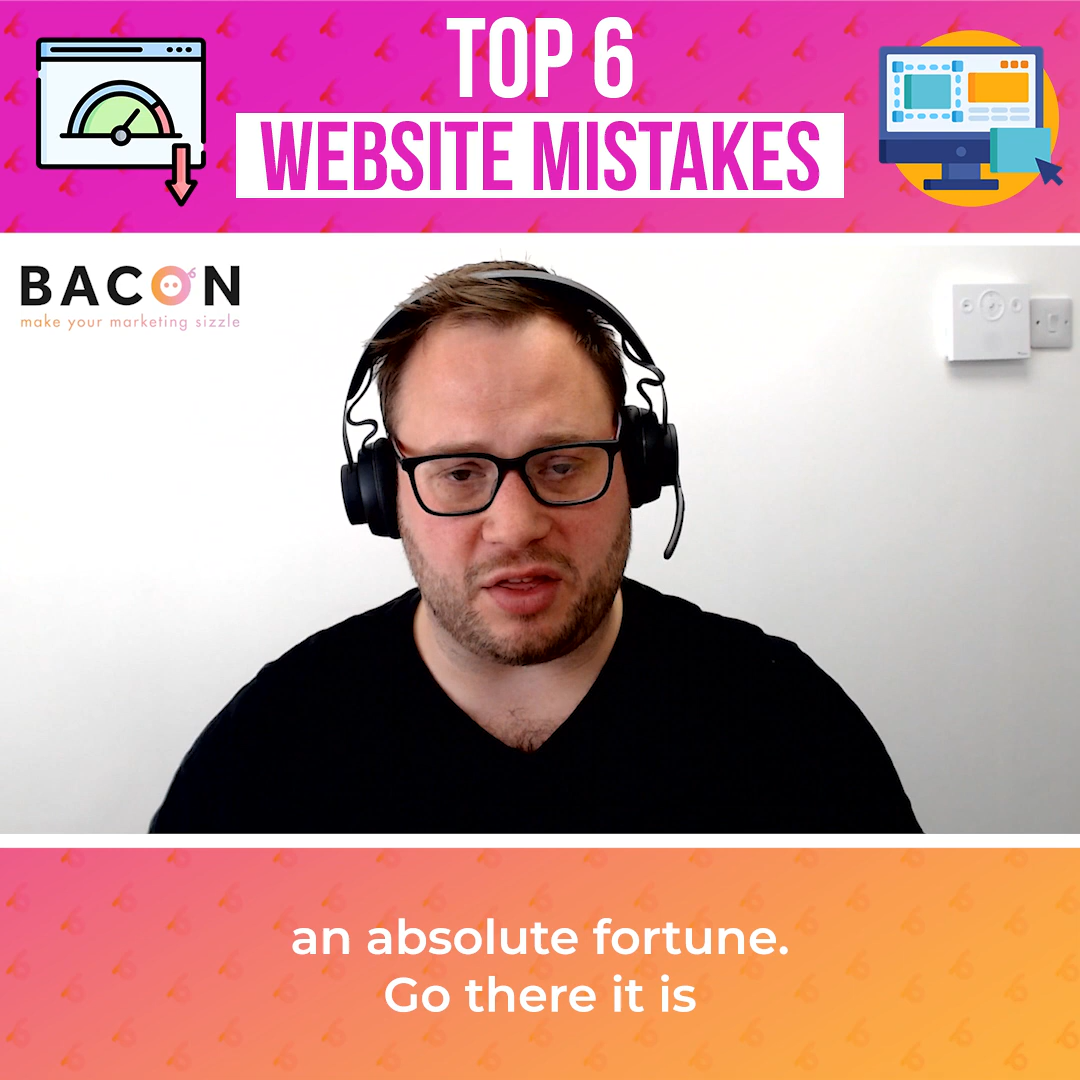 TOP 6
WEBSITE MISTAKES
BACON
make your marketing sizzle
an absolute fortune.
Go there it is